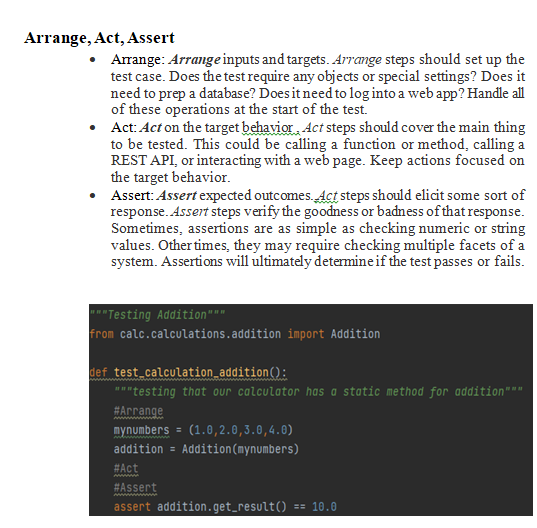 Arrange, Act, Assert
• Arrange: Arrange inputs and targets. Arrange steps should set up the
test case. Does the test require any objects or special settings? Does it
need to prep a database? Does it need to log into a web app? Handle all
of these operations at the start of the test.
• Act: Act on the target behavior. Act steps should cover the main thing
to be tested. This could be calling a function or method, calling a
REST API, or interacting with a web page. Keep actions focused on
the target behavior.
• Assert: Assert expected outcomes. Act steps should elicit some sort of
response. Assert steps verify the goodness or badness of that response.
Sometimes, assertions are as simple as checking numeric or string
values. Other times, they may require checking multiple facets of a
system. Assertions will ultimately determine if the test passes or fails.
"""Testing Addition"""
from calc.calculations.addition import Addition
def test_calculation_addition():
"""testing that our calculator has a static method for addition"""
#Arrange
mynumbers = (1.0,2.0,3.0,4.0)
addition = Addition(mynumbers)
#Act
#Assert
assert addition.get_result() == 10.0